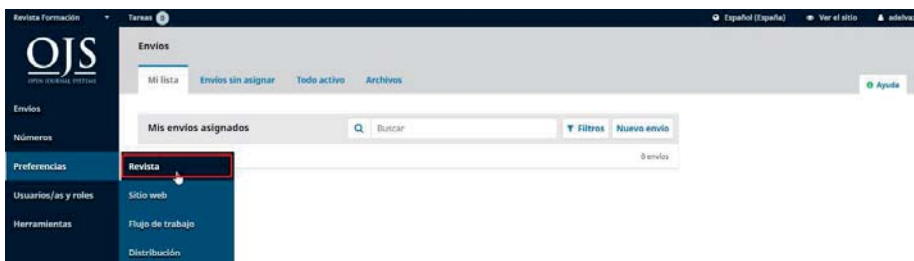 Revista Formación
Tareas 0
Español (España)
Ver el sitio
OJS
OPEN JOURNAL SYSTEMS
Envíos
Mi lista
Envíos sin asignar
Todo activo
Archivos
Ayuda
Envíos
Números
Preferencias
Usuarios/as y roles
Herramientas
Mis envíos asignados
Buscar
Filtros
Nuevo envío
0 envíos
Revista
Sitio web
Flujo de trabajo
Distribución